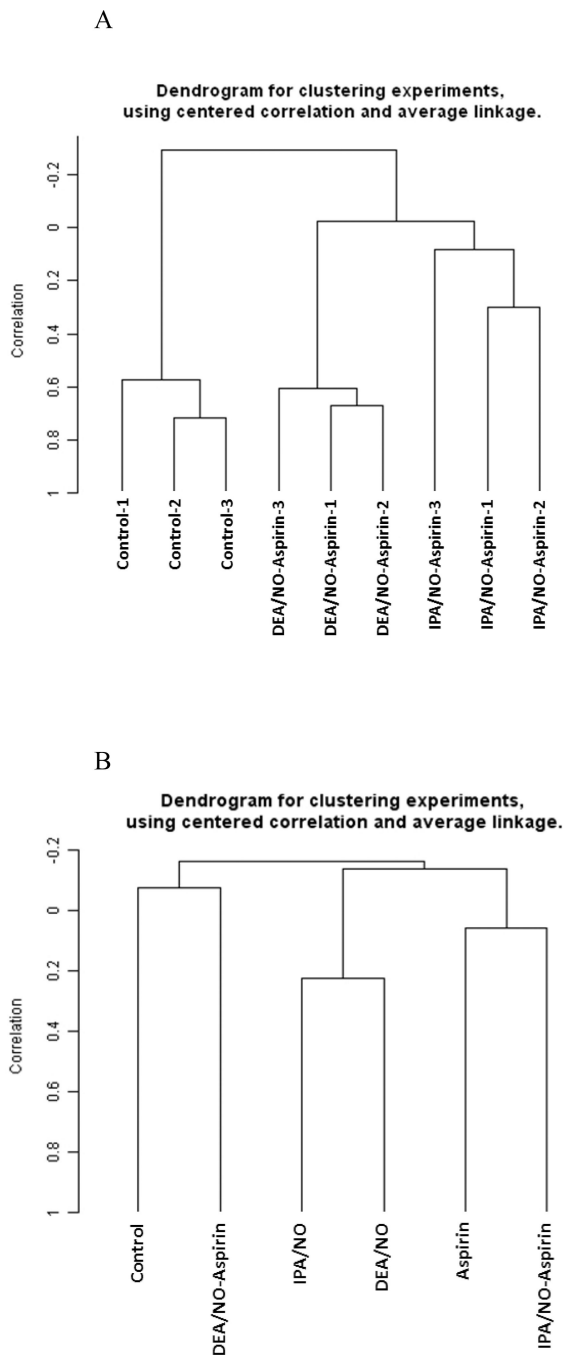 A
Dendrogram for clustering experiments,
using centered correlation and average linkage.
Correlation
-0.2
0
0.2
0.4
0.6
0.8
1
Control-1
Control-2
Control-3
DEA/NO-Aspirin-3
DEA/NO-Aspirin-1
DEA/NO-Aspirin-2
IPA/NO-Aspirin-3
IPA/NO-Aspirin-1
IPA/NO-Aspirin-2
B
Dendrogram for clustering experiments,
using centered correlation and average linkage.
Correlation
-0.2
0
0.2
0.4
0.6
0.8
1
Control
DEA/NO-Aspirin
IPA/NO
DEA/NO
Aspirin
IPA/NO-Aspirin